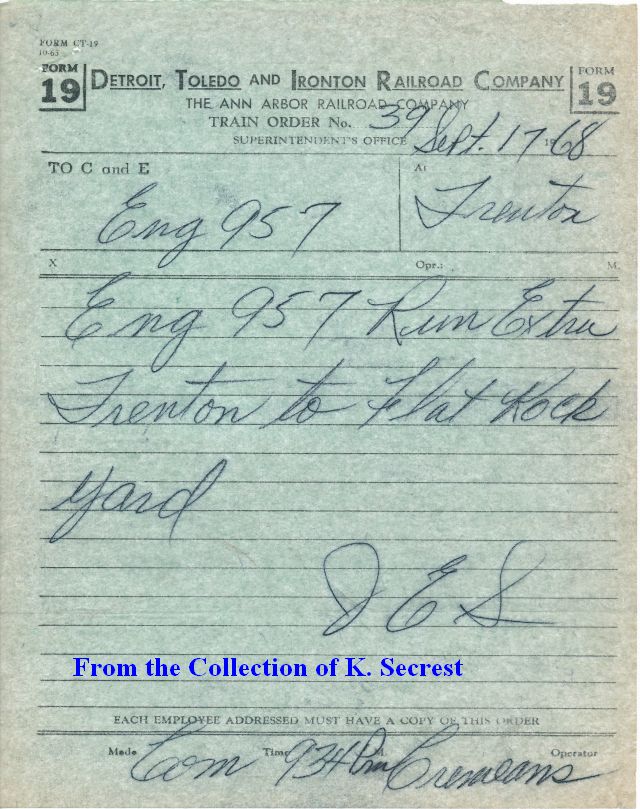 FORM CT-19
10-65
FORM 19 DETROIT, TOLEDO AND IRONTON RAILROAD COMPANY FORM 19
THE ANN ARBOR RAILROAD COMPANY
TRAIN ORDER No. 39
SUPERINTENDENT'S OFFICE Sept. 17 1968
TO C and E At
Eng 957 Trenton
X Opr.: M.
Eng 957 Run Extra
Trenton to Flat Rock
yard
J E S
From the Collection of K. Secrest
EACH EMPLOYEE ADDRESSED MUST HAVE A COPY OF THIS ORDER
Made Com Time 934 Pm M. Cremeans Operator